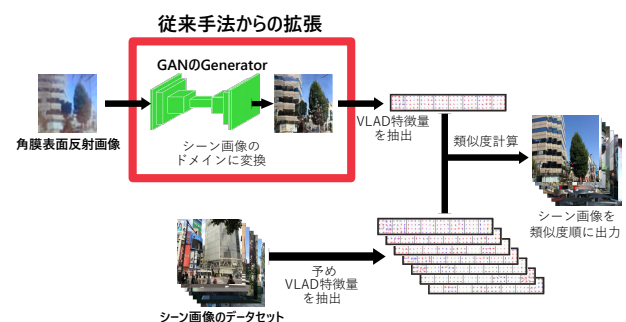 従来手法からの拡張
GANのGenerator
角膜表面反射画像
シーン画像の
ドメインに変換
VLAD特徴量
を抽出
類似度計算
シーン画像を
類似度順に出力
予め
VLAD特徴量
を抽出
シーン画像のデータセット